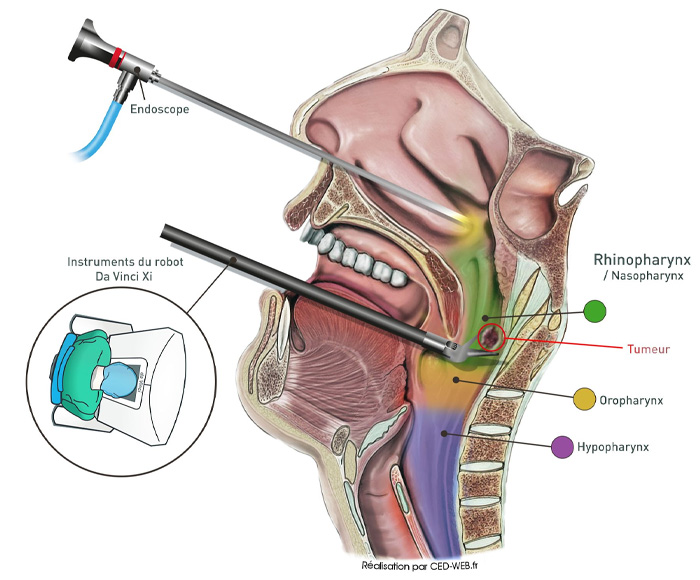 Endoscope
Instruments du robot
Da Vinci Xi
Rhinopharynx
/ Nasopharynx
Tumeur
Oropharynx
Hypopharynx
Réalisation par CED-WEB.fr